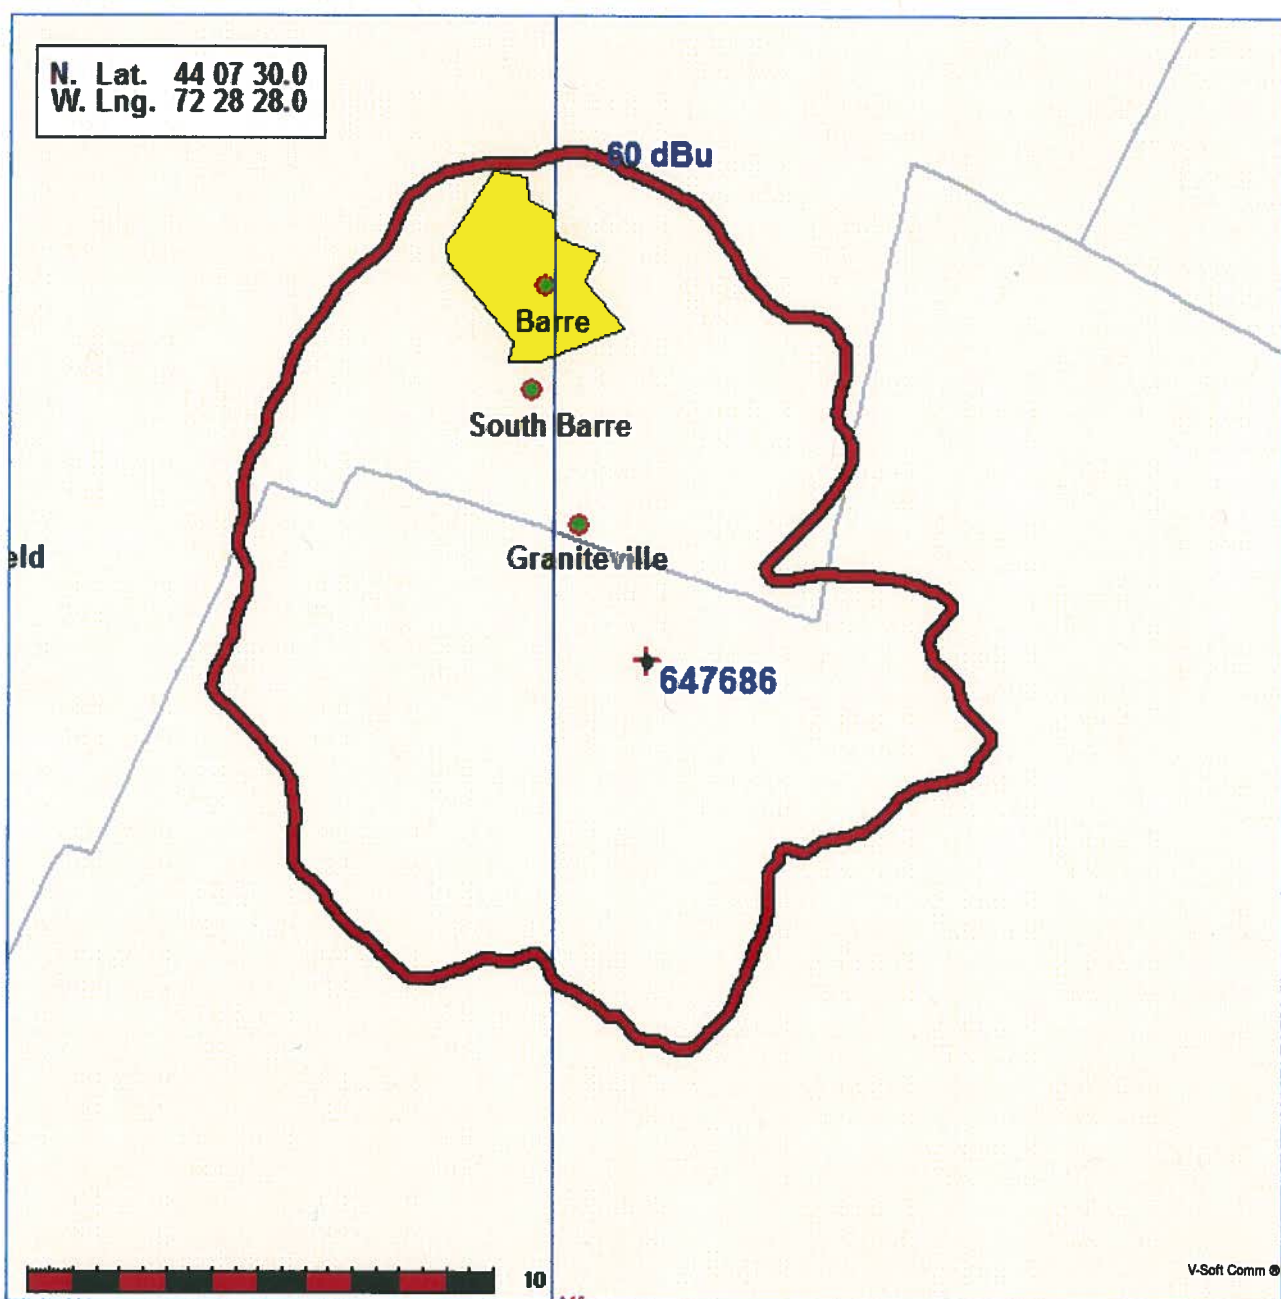 N. Lat. 44 07 30.0
W. Lng. 72 28 28.0
60 dBu
Barre
South Barre
Graniteville
eld
647686
10
V-Soft Comm ®